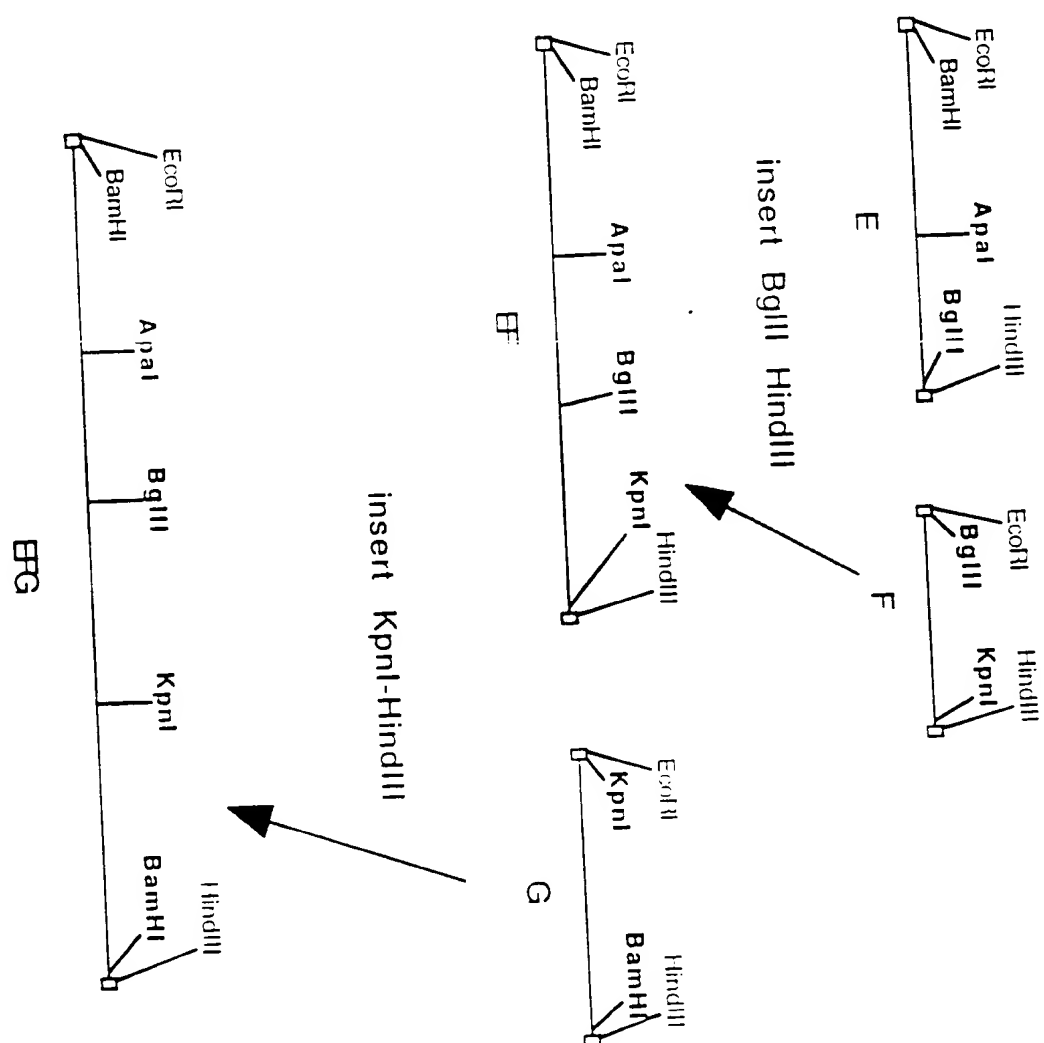 EcoRI
BamHI
ApaI
BglII
HindIII
E
EcoRI
BglII
KpnI
HindIII
F
insert BglII HindIII
EcoRI
BamHI
ApaI
BglII
KpnI
HindIII
EF
EcoRI
KpnI
BamHI
HindIII
G
insert KpnI-HindIII
EcoRI
BamHI
ApaI
BglII
KpnI
BamHI
HindIII
EFG